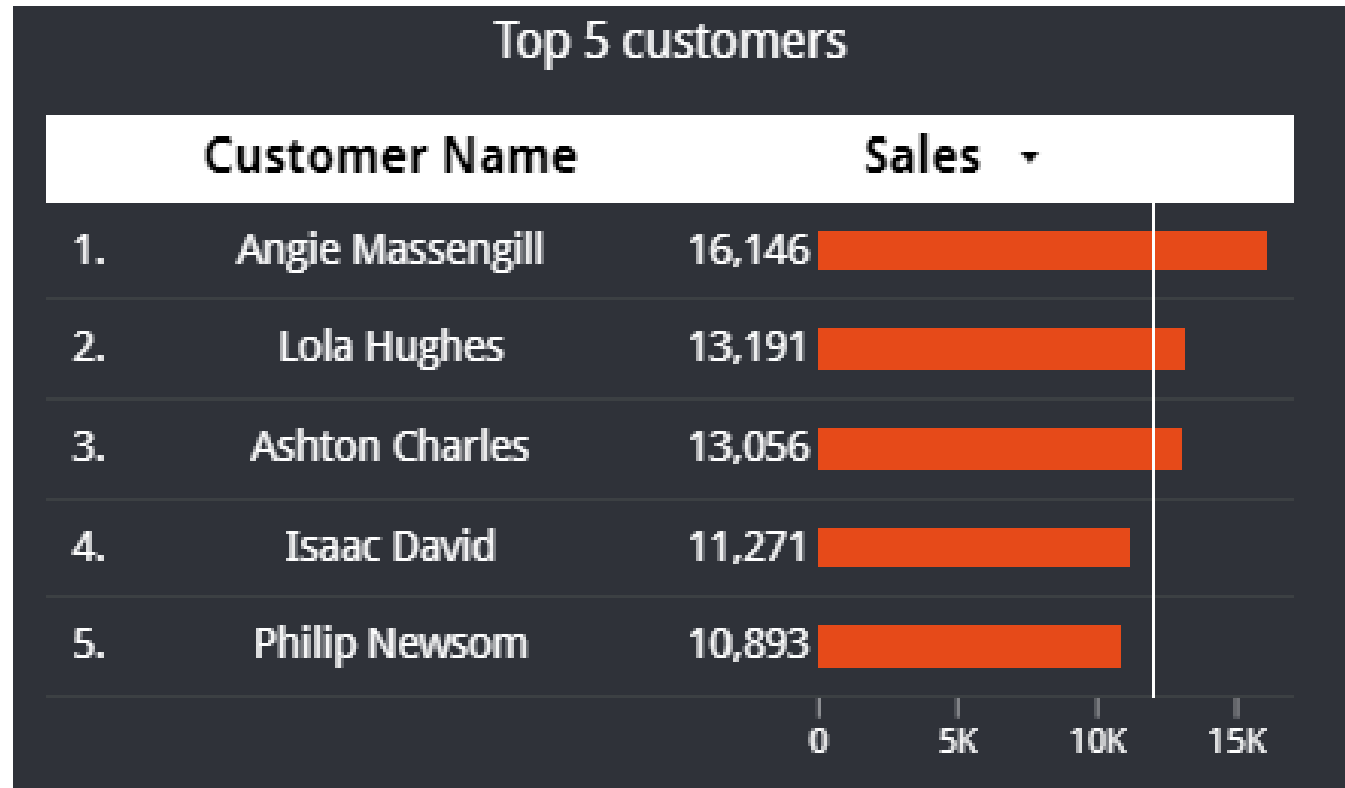 Top 5 customers
Customer Name Sales
1. Angie Massengill 16,146
2. Lola Hughes 13,191
3. Ashton Charles 13,056
4. Isaac David 11,271
5. Philip Newsom 10,893
0 5K 10K 15K